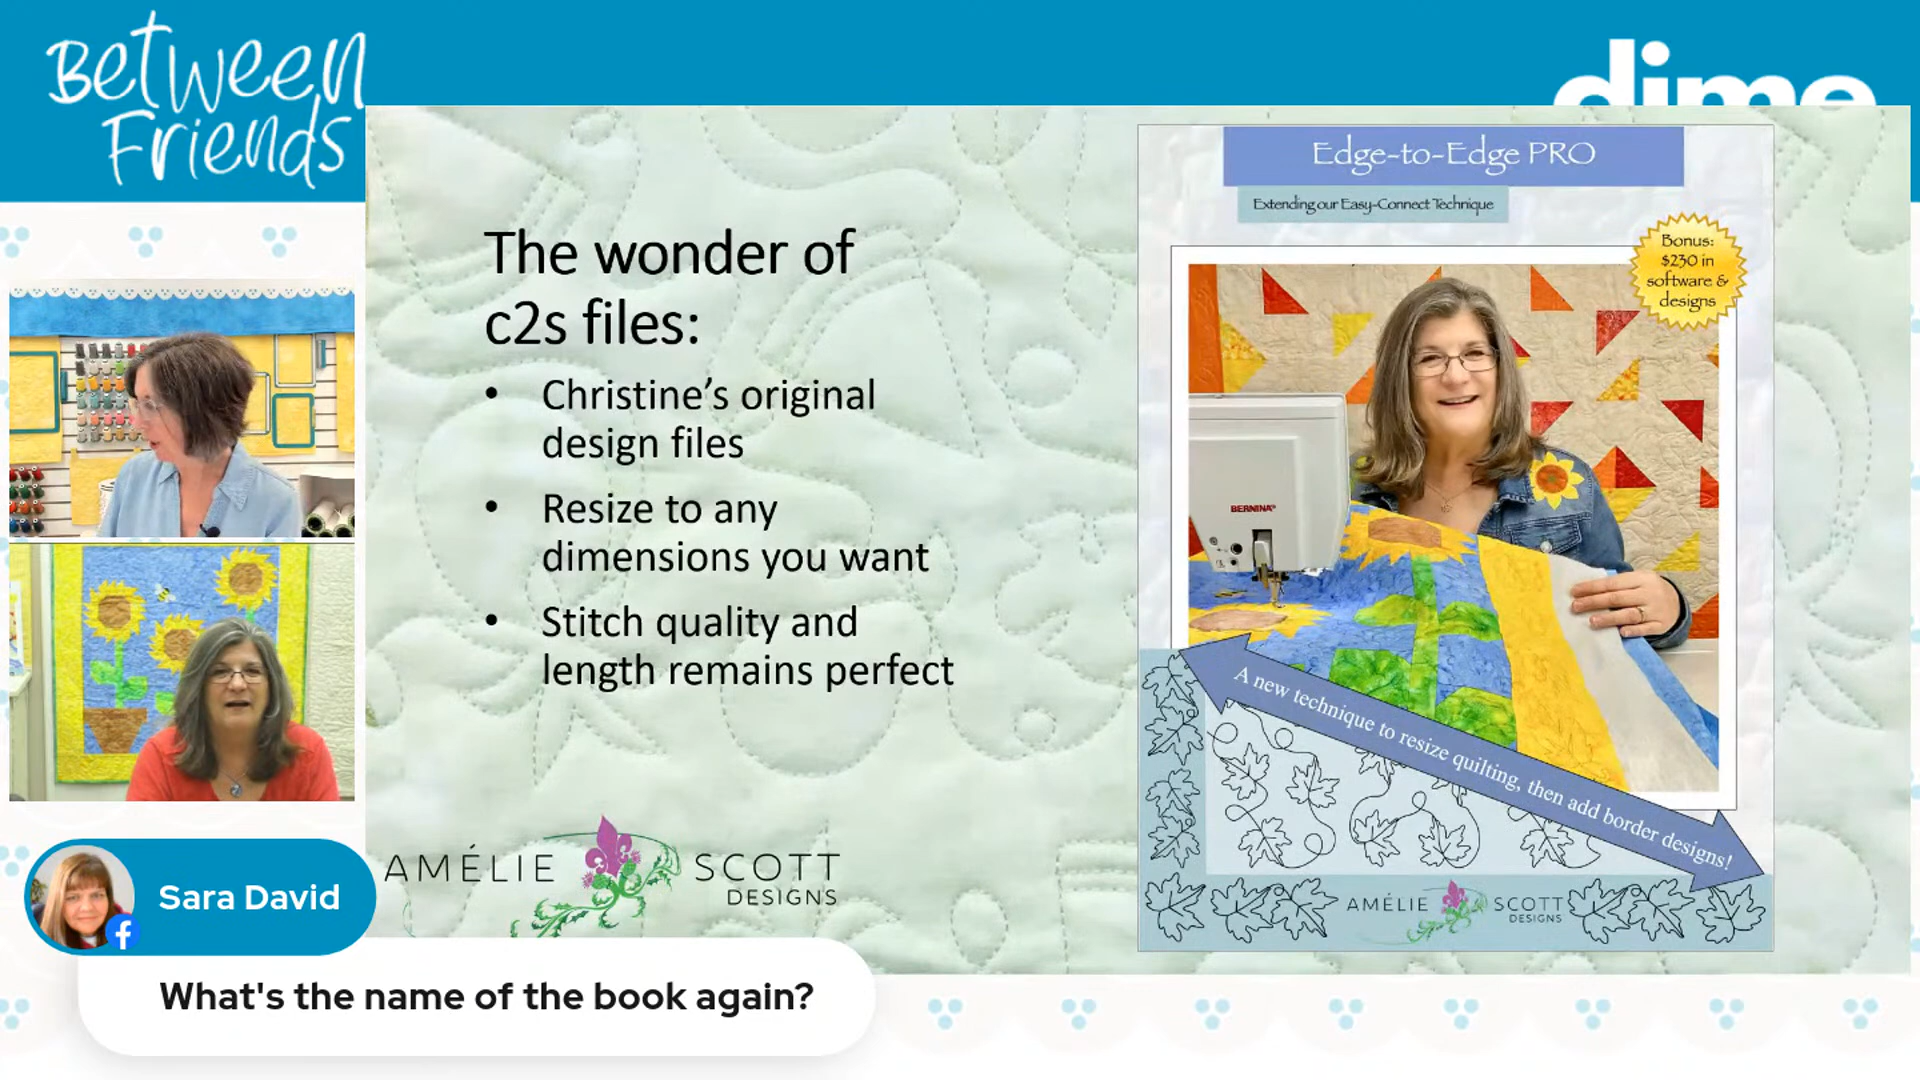 Between
Friends
dime
The wonder of
c2s files:
• Christine's original
design files
• Resize to any
dimensions you want
• Stitch quality and
length remains perfect
AMÉLIE SCOTT
DESIGNS
Edge-to-Edge PRO
Extending our Easy-Connect Technique
Bonus:
$230 in
software &
designs
BERNINA
A new technique to resize quilting, then add border designs!
AMÉLIE SCOTT
DESIGNS
Sara David
What's the name of the book again?